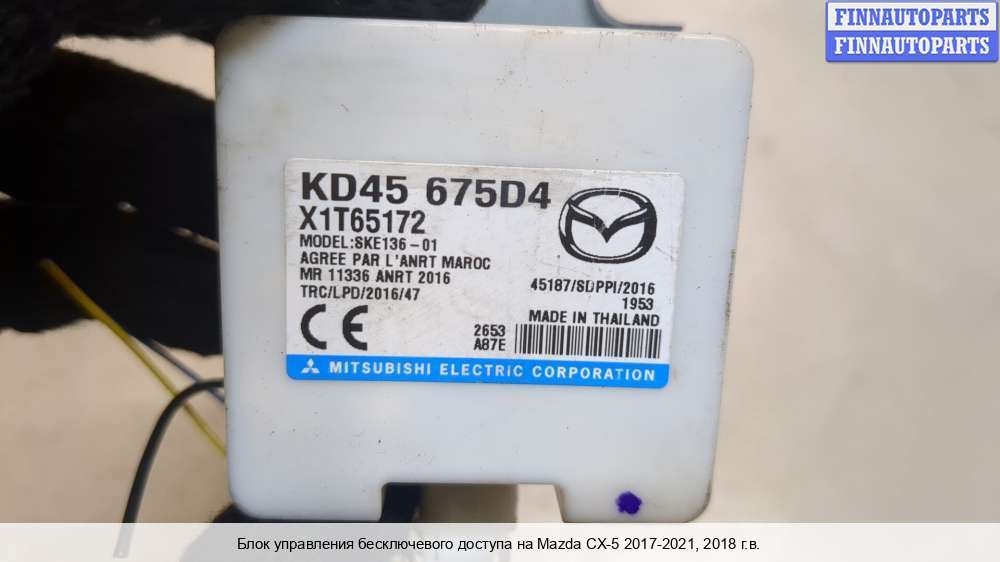 FINNAUTOPARTS
FINNAUTOPARTS
KD45 675D4
X1T65172
MODEL:SKE136-01
AGREE PAR L'ANRT MAROC
MR 11336 ANRT 2016
TRC/LPD/2016/47
45187/SDPPI/2016
1953
MADE IN THAILAND
CE
2653
A87E
MITSUBISHI ELECTRIC CORPORATION
Блок управления бесключевого доступа на Mazda CX-5 2017-2021, 2018 г.в.